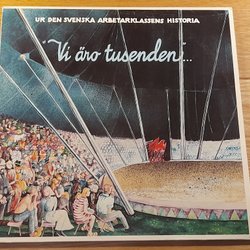 UR DEN SVENSKA ARBETARKLASSENS HISTORIA
"Vi äro tusenden"...